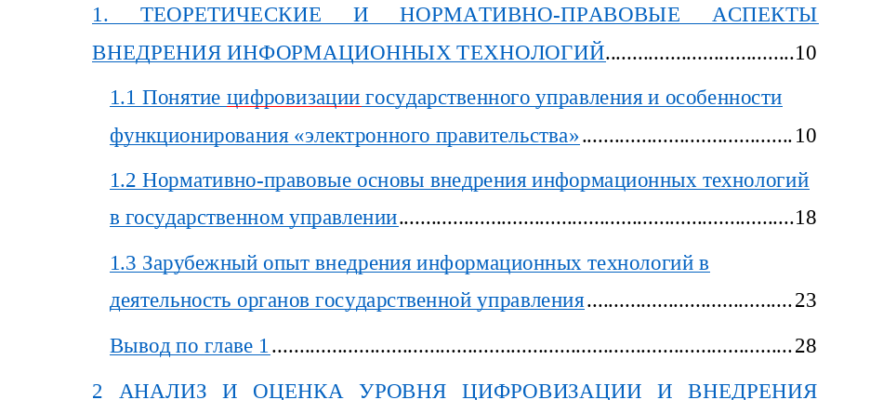 1. ТЕОРЕТИЧЕСКИЕ И НОРМАТИВНО-ПРАВОВЫЕ АСПЕКТЫ
ВНЕДРЕНИЯ ИНФОРМАЦИОННЫХ ТЕХНОЛОГИЙ..................................10
1.1 Понятие цифровизации государственного управления и особенности
функционирования «электронного правительства»......................................10
1.2 Нормативно-правовые основы внедрения информационных технологий
в государственном управлении.......................................................................18
1.3 Зарубежный опыт внедрения информационных технологий в
деятельность органов государственной управления.....................................23
Вывод по главе 1..............................................................................................28
2 АНАЛИЗ И ОЦЕНКА УРОВНЯ ЦИФРОВИЗАЦИИ И ВНЕДРЕНИЯ